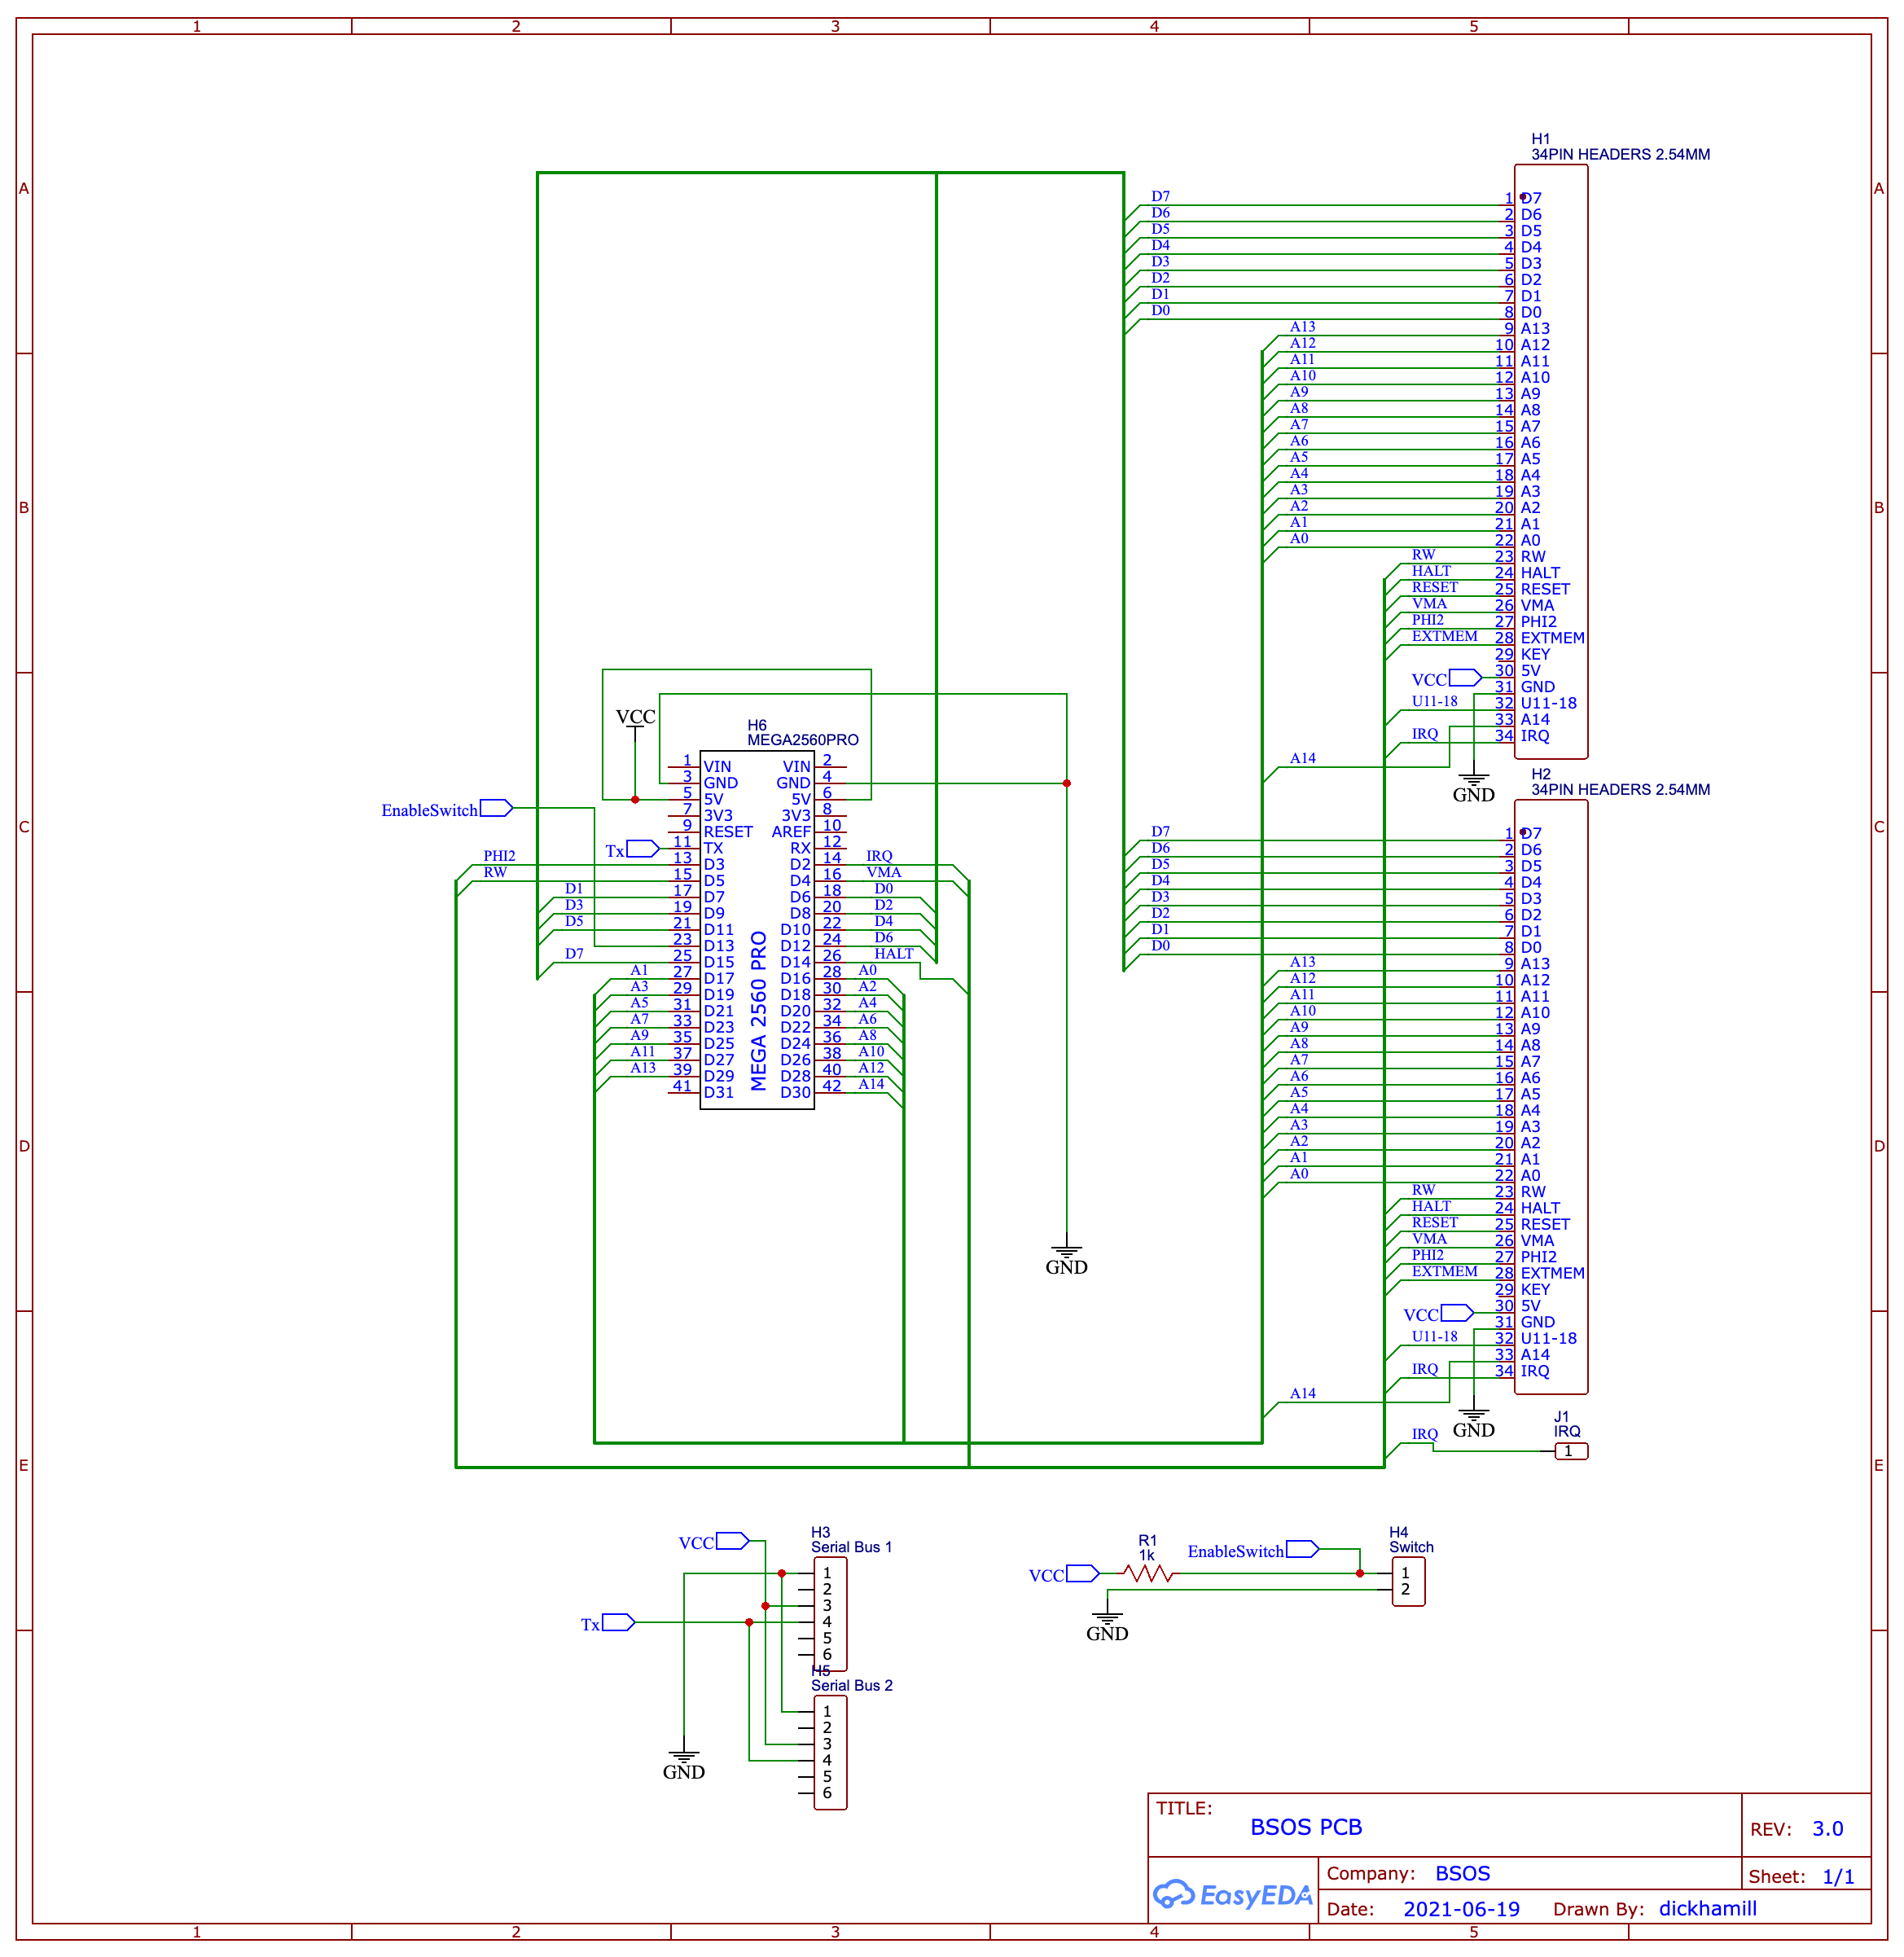 1 2 3 4 5
A
B
C
D
E
A
B
C
D
E
H1
34PIN HEADERS 2.54MM
D7 1 D7
D6 2 D6
D5 3 D5
D4 4 D4
D3 5 D3
D2 6 D2
D1 7 D1
D0 8 D0
A13 9 A13
A12 10 A12
A11 11 A11
A10 12 A10
A9 13 A9
A8 14 A8
A7 15 A7
A6 16 A6
A5 17 A5
A4 18 A4
A3 19 A3
A2 20 A2
A1 21 A1
A0 22 A0
RW 23 RW
HALT 24 HALT
RESET 25 RESET
VMA 26 VMA
PHI2 27 PHI2
EXTMEM 28 EXTMEM
29 KEY
VCC 30 5V
31 GND
U11-18 32 U11-18
33 A14
IRQ 34 IRQ
A14
GND
VCC
H6
MEGA2560PRO
1 VIN VIN 2
3 GND GND 4
5 5V 5V 6
7 3V3 3V3 8
9 RESET AREF 10
EnableSwitch
Tx 11 TX RX 12
PHI2 13 D3 D2 14 IRQ
RW 15 D5 D4 16 VMA
D1 17 D7 D6 18 D0
D3 19 D9 D8 20 D2
D5 21 D11 D10 22 D4
23 D13 D12 24 D6
D7 25 D15 D14 26 HALT
A1 27 D17 D16 28 A0
A3 29 D19 D18 30 A2
A5 31 D21 D20 32 A4
A7 33 D23 D22 34 A6
A9 35 D25 D24 36 A8
A11 37 D27 D26 38 A10
A13 39 D29 D28 40 A12
41 D31 D30 42 A14
MEGA 2560 PRO
GND
H2
34PIN HEADERS 2.54MM
D7 1 D7
D6 2 D6
D5 3 D5
D4 4 D4
D3 5 D3
D2 6 D2
D1 7 D1
D0 8 D0
A13 9 A13
A12 10 A12
A11 11 A11
A10 12 A10
A9 13 A9
A8 14 A8
A7 15 A7
A6 16 A6
A5 17 A5
A4 18 A4
A3 19 A3
A2 20 A2
A1 21 A1
A0 22 A0
RW 23 RW
HALT 24 HALT
RESET 25 RESET
VMA 26 VMA
PHI2 27 PHI2
EXTMEM 28 EXTMEM
29 KEY
VCC 30 5V
31 GND
U11-18 32 U11-18
33 A14
IRQ 34 IRQ
A14
GND
J1
IRQ
IRQ 1
H3
Serial Bus 1
VCC
1
2
3
Tx 4
5
6
H5
Serial Bus 2
1
2
3
4
5
6
GND
R1
1k
VCC
EnableSwitch
H4
Switch
1
2
GND
TITLE:
BSOS PCB
REV: 3.0
EasyEDA
Company: BSOS
Sheet: 1/1
Date: 2021-06-19 Drawn By: dickhamill
1 2 3 4 5